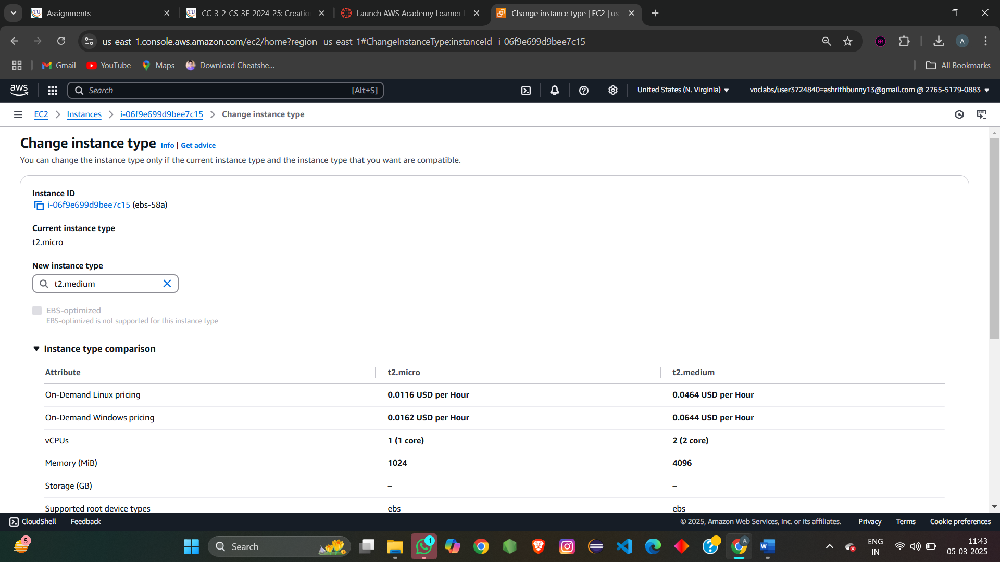 Assignments
CC-3-2-CS-3E-2024_25: Creatio
Launch AWS Academy Learner
Change instance type | EC2 | us
us-east-1.console.aws.amazon.com/ec2/home?region=us-east-1#ChangeInstanceType:instanceId=i-06f9e699d9bee7c15
A
Gmail
YouTube
Maps
Download Cheatshe...
All Bookmarks
aws
Search
[Alt+S]
United States (N. Virginia)
voclabs/user3724840=ashrithbunny13@gmail.com @ 2765-5179-0883
EC2
Instances
i-06f9e699d9bee7c15
Change instance type
Change instance type Info | Get advice
You can change the instance type only if the current instance type and the instance type that you want are compatible.
Instance ID
i-06f9e699d9bee7c15 (ebs-58a)
Current instance type
t2.micro
New instance type
t2.medium
EBS-optimized
EBS-optimized is not supported for this instance type
Instance type comparison
Attribute t2.micro t2.medium
On-Demand Linux pricing 0.0116 USD per Hour 0.0464 USD per Hour
On-Demand Windows pricing 0.0162 USD per Hour 0.0644 USD per Hour
vCPUs 1 (1 core) 2 (2 core)
Memory (MiB) 1024 4096
Storage (GB) – –
Supported root device types ebs ebs
CloudShell Feedback
© 2025, Amazon Web Services, Inc. or its affiliates. Privacy Terms Cookie preferences
5
Search
1
A
ENG
IN
11:43
05-03-2025